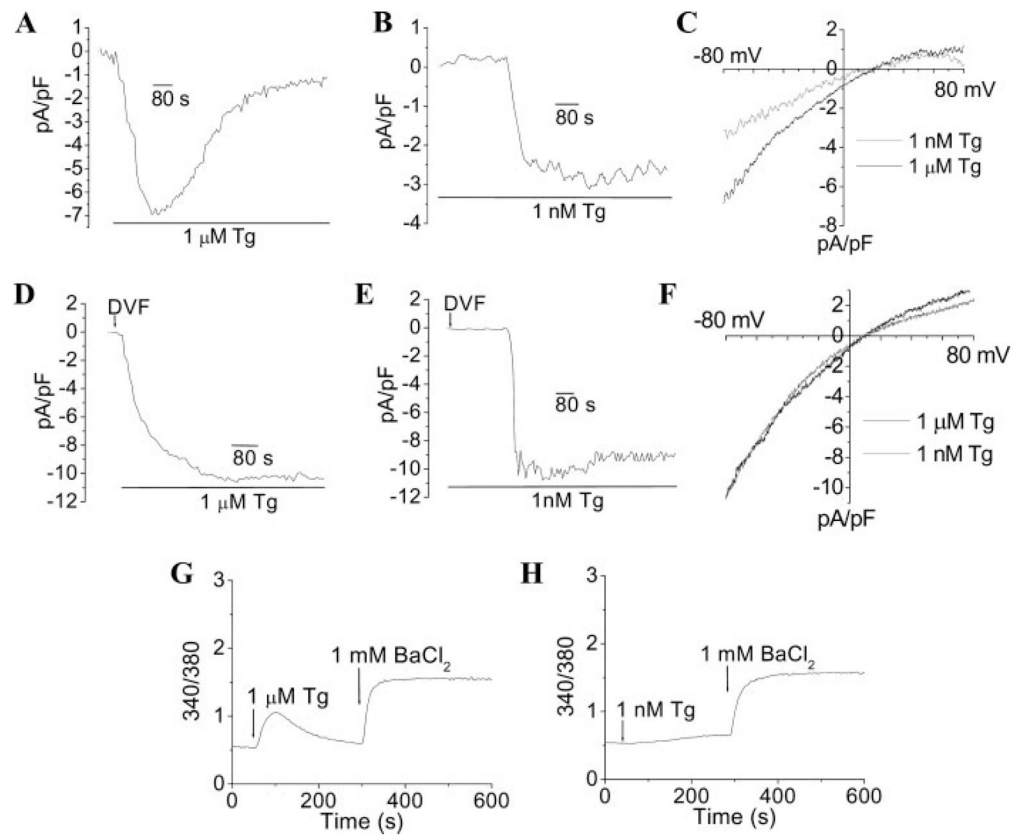 A
1
0
-1
-2
-3
-4
-5
-6
-7
pA/pF
80 s
1 μM Tg
B
2
1
0
-1
-2
-3
-4
pA/pF
80 s
1 nM Tg
C
2
0
-2
-4
-6
-8
-80 mV
80 mV
1 nM Tg
1 μM Tg
pA/pF
D
DVF
2
0
-2
-4
-6
-8
-10
-12
pA/pF
80 s
1 μM Tg
E
DVF
2
0
-2
-4
-6
-8
-10
-12
pA/pF
80 s
1nM Tg
F
2
0
-2
-4
-6
-8
-10
-80 mV
80 mV
1 μM Tg
1 nM Tg
pA/pF
G
3
2
1
0
340/380
1 μM Tg
1 mM BaCl₂
0 200 400 600
Time (s)
H
3
2
1
0
340/380
1 nM Tg
1 mM BaCl₂
0 200 400 600
Time (s)